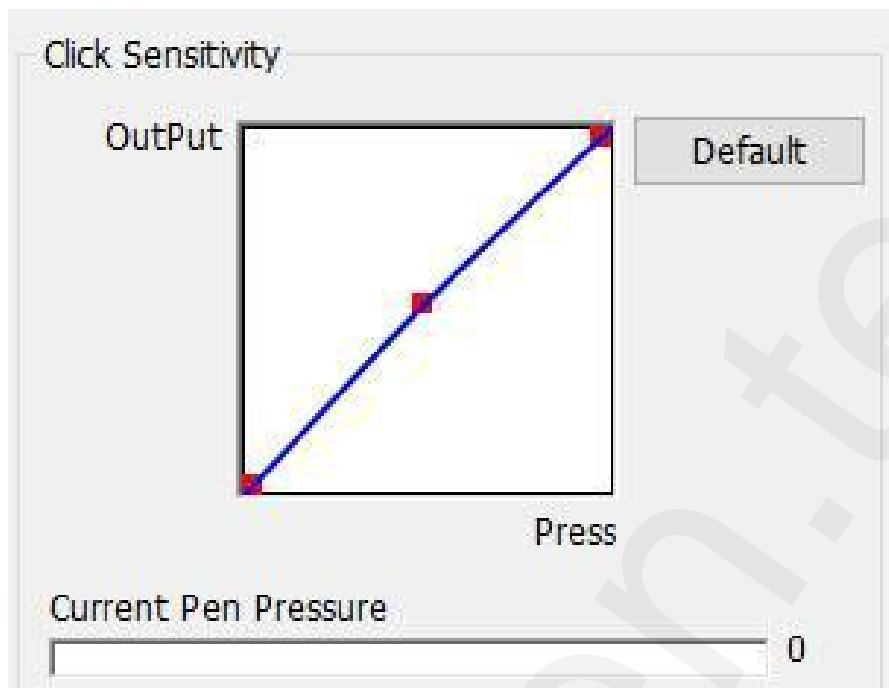 Click Sensitivity
OutPut
Default
Press
Current Pen Pressure
0